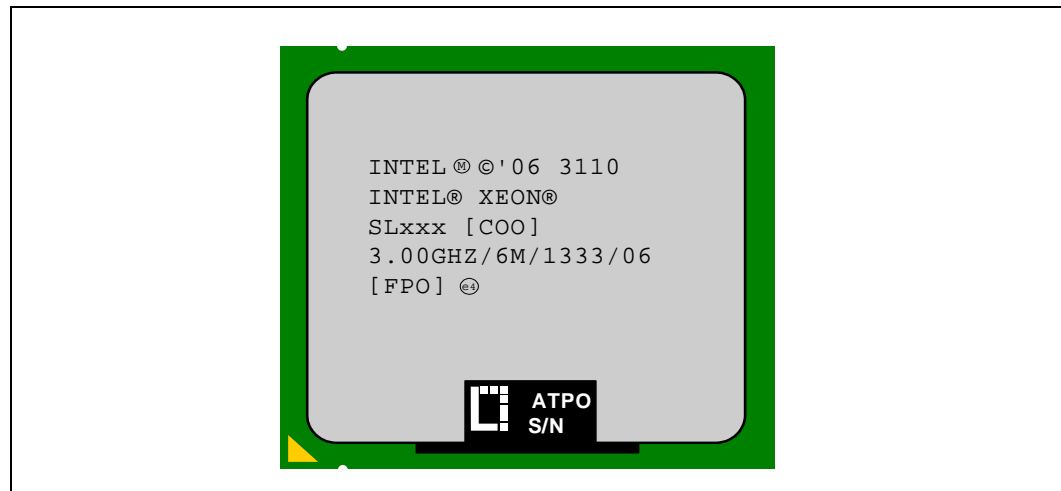 INTEL Ⓜ ©'06 3110
INTEL® XEON®
SLxxx [COO]
3.00GHZ/6M/1333/06
[FPO] ⓔ4
ATPO
S/N